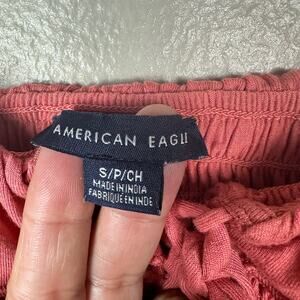 AMERICAN EAGLE
S/P/CH
MADE IN INDIA
FABRIQUE EN INDE